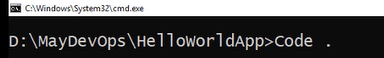 C:\Windows\System32\cmd.exe
D:\MayDevOps\HelloWorldApp>Code .